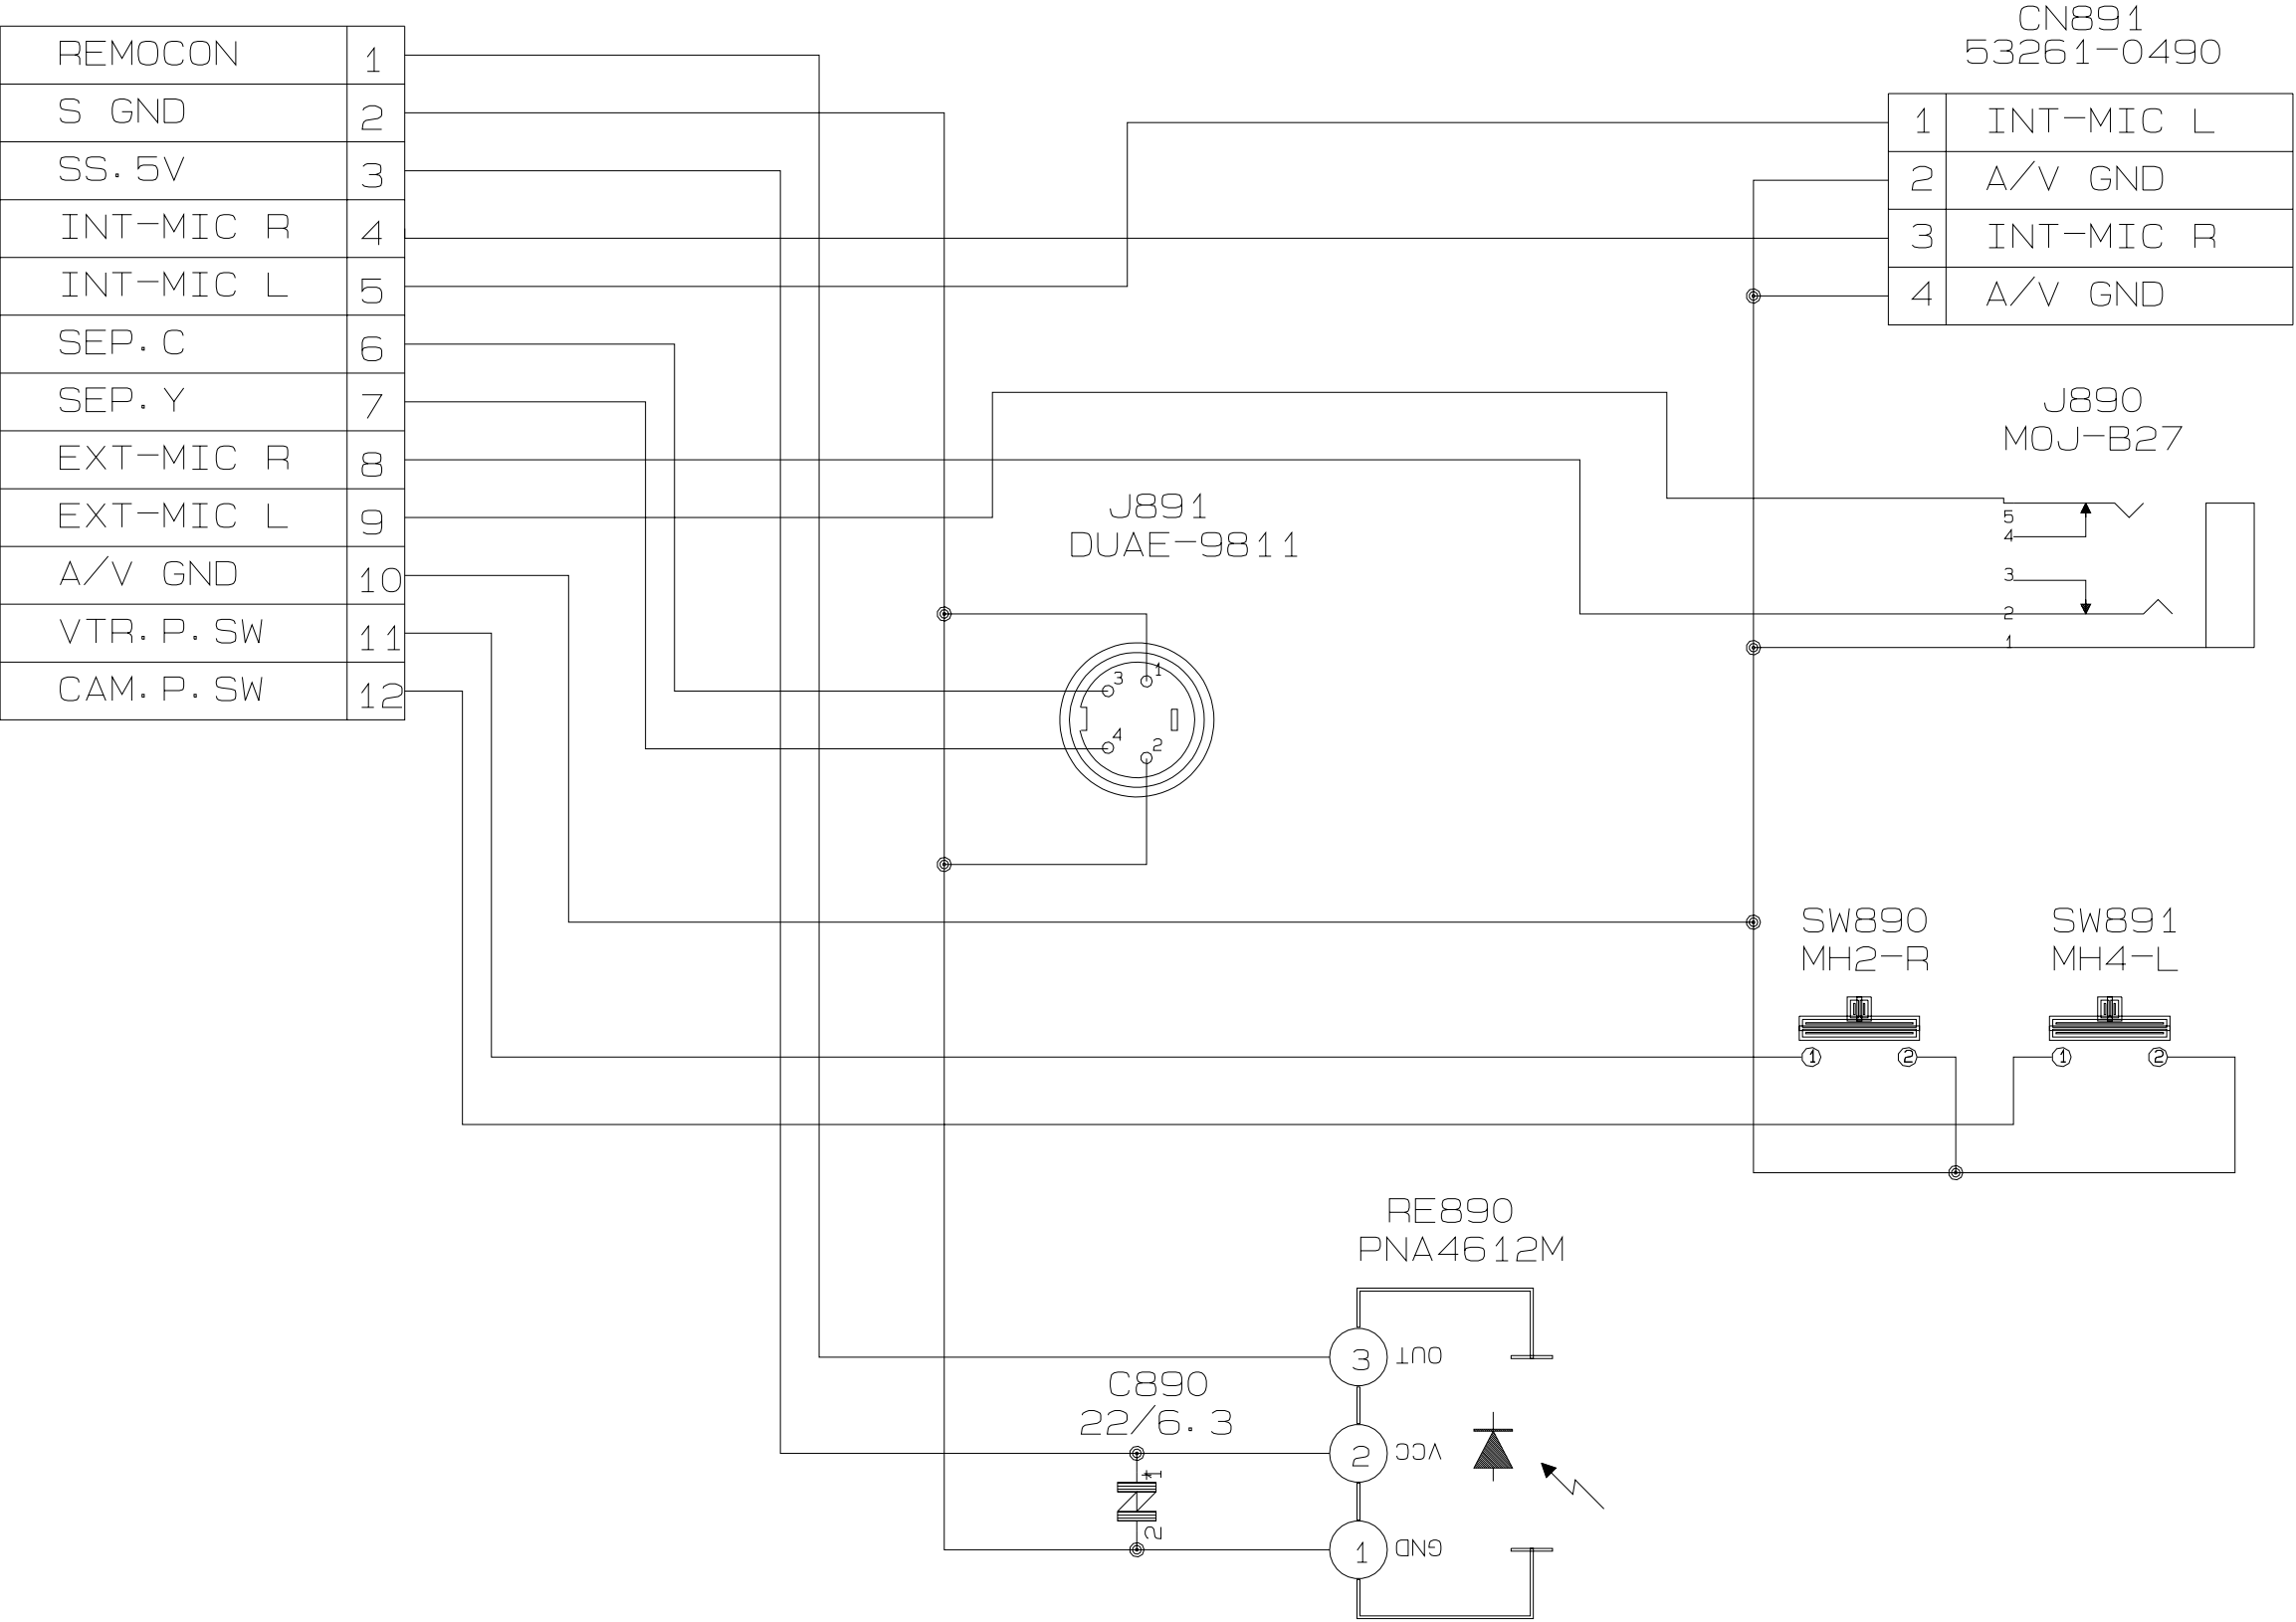 REMOCON 1
S GND 2
SS.5V 3
INT-MIC R 4
INT-MIC L 5
SEP.C 6
SEP.Y 7
EXT-MIC R 8
EXT-MIC L 9
A/V GND 10
VTR.P.SW 11
CAM.P.SW 12
CN891
53261-0490
1 INT-MIC L
2 A/V GND
3 INT-MIC R
4 A/V GND
J890
MOJ-B27
5
4
3
2
1
J891
DUAE-9811
3 1
4 2
SW890
MH2-R
1 2
SW891
MH4-L
1 2
RE890
PNA4612M
3 OUT
2 VCC
1 GND
C890
22/6.3
1
2